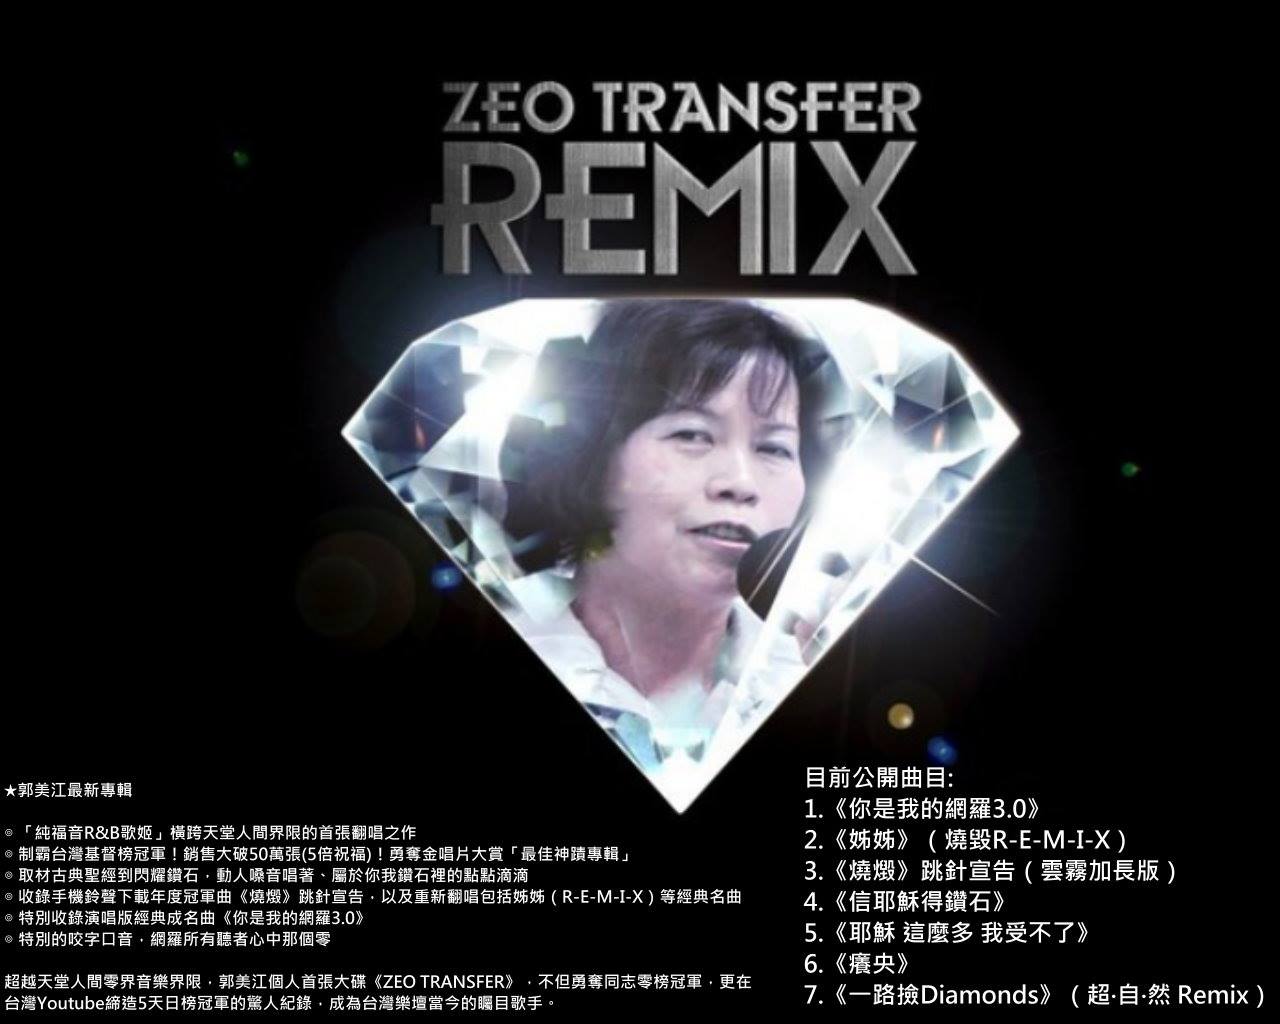 ZEO TRANSFER
REMIX
★郭美江最新專輯
◎「純福音R&B歌姬」橫跨天堂人間界限的首張翻唱之作
◎ 制霸台灣基督榜冠軍！銷售大破50萬張(5倍祝福)！勇奪金唱片大賞「最佳神蹟專輯」
◎ 取材古典聖經到閃耀鑽石，動人嗓音唱著、屬於你我鑽石裡的點點滴滴
◎ 收錄手機鈴聲下載年度冠軍曲《燒燬》跳針宣告，以及重新翻唱包括姊姊（R-E-M-I-X）等經典名曲
◎ 特別收錄演唱版經典成名曲《你是我的網羅3.0》
◎ 特別的咬字口音，網羅所有聽者心中那個零
超越天堂人間零界音樂界限，郭美江個人首張大碟《ZEO TRANSFER》，不但勇奪同志零榜冠軍，更在
台灣Youtube締造5天日榜冠軍的驚人紀錄，成為台灣樂壇當今的矚目歌手。
目前公開曲目:
1.《你是我的網羅3.0》
2.《姊姊》（燒毀R-E-M-I-X）
3.《燒燬》跳針宣告（雲霧加長版）
4.《信耶穌得鑽石》
5.《耶穌 這麼多 我受不了》
6.《癢央》
7.《一路撿Diamonds》（超‧自‧然 Remix）